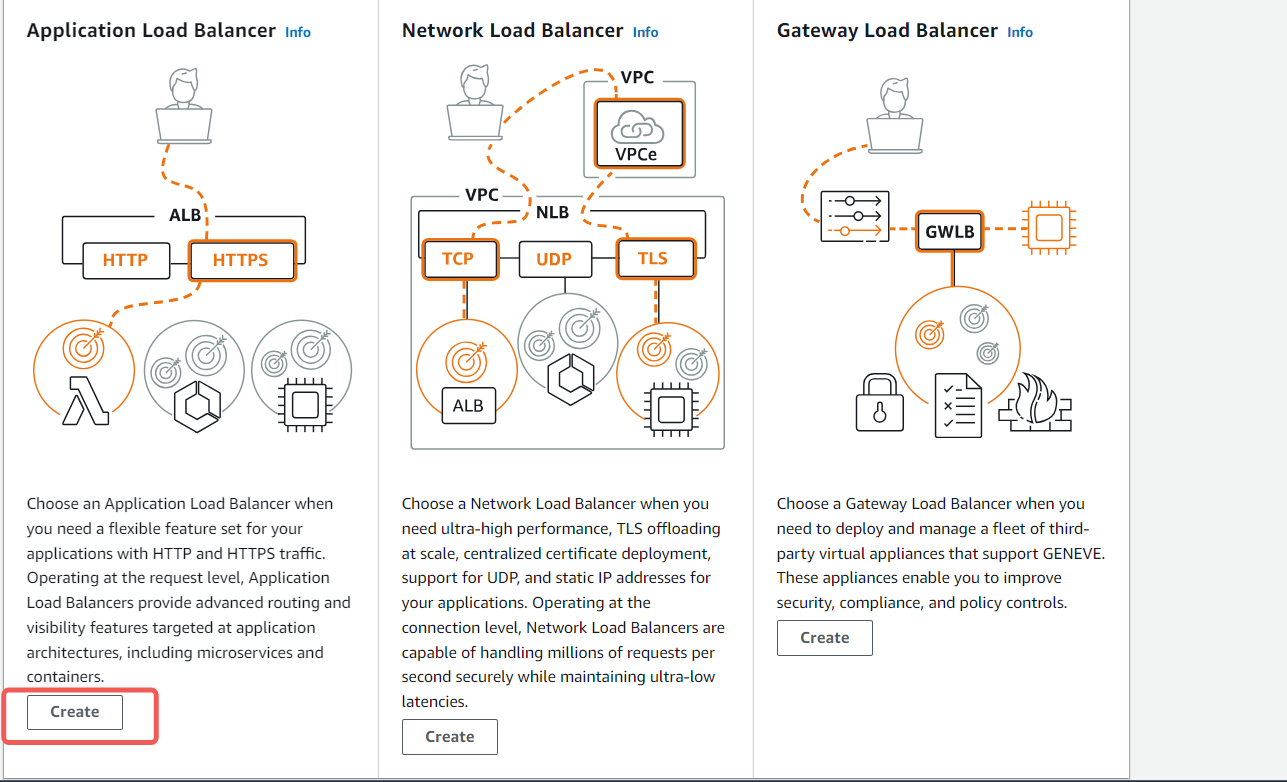 Application Load Balancer Info
ALB
HTTP
HTTPS
Choose an Application Load Balancer when
you need a flexible feature set for your
applications with HTTP and HTTPS traffic.
Operating at the request level, Application
Load Balancers provide advanced routing and
visibility features targeted at application
architectures, including microservices and
containers.
Create
Network Load Balancer Info
VPC
VPCe
VPC
NLB
TCP
UDP
TLS
ALB
Choose a Network Load Balancer when you
need ultra-high performance, TLS offloading
at scale, centralized certificate deployment,
support for UDP, and static IP addresses for
your applications. Operating at the
connection level, Network Load Balancers are
capable of handling millions of requests per
second securely while maintaining ultra-low
latencies.
Create
Gateway Load Balancer Info
GWLB
Choose a Gateway Load Balancer when you
need to deploy and manage a fleet of third-
party virtual appliances that support GENEVE.
These appliances enable you to improve
security, compliance, and policy controls.
Create